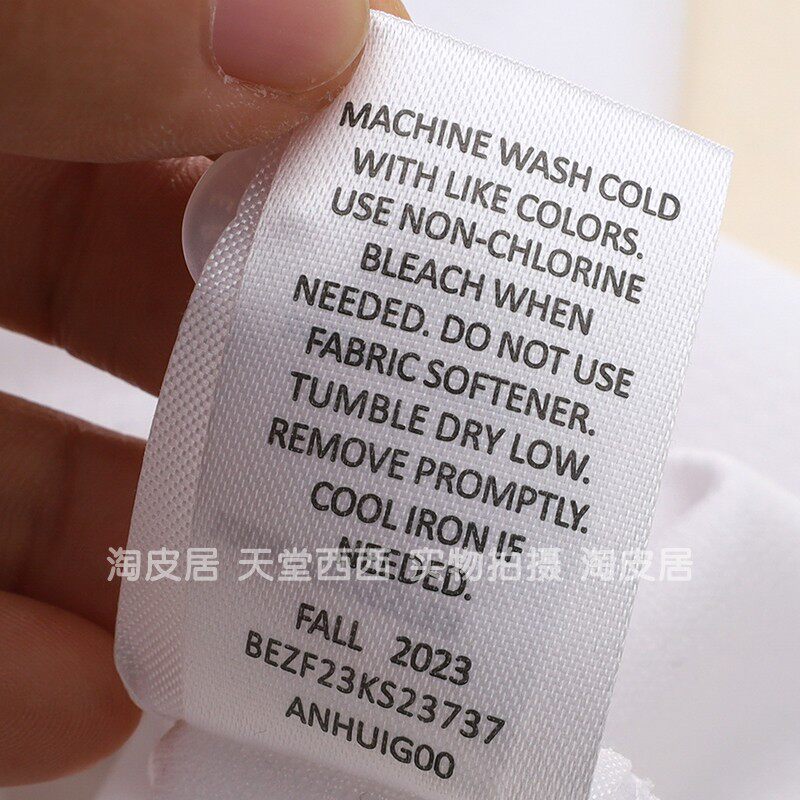 MACHINE WASH COLD
WITH LIKE COLORS.
USE NON-CHLORINE
BLEACH WHEN
NEEDED. DO NOT USE
FABRIC SOFTENER.
TUMBLE DRY LOW.
REMOVE PROMPTLY.
COOL IRON IF
NEEDED.
淘皮居 天堂西西 实物拍摄 淘皮居
FALL 2023
BEZF23KS23737
ANHUIG00